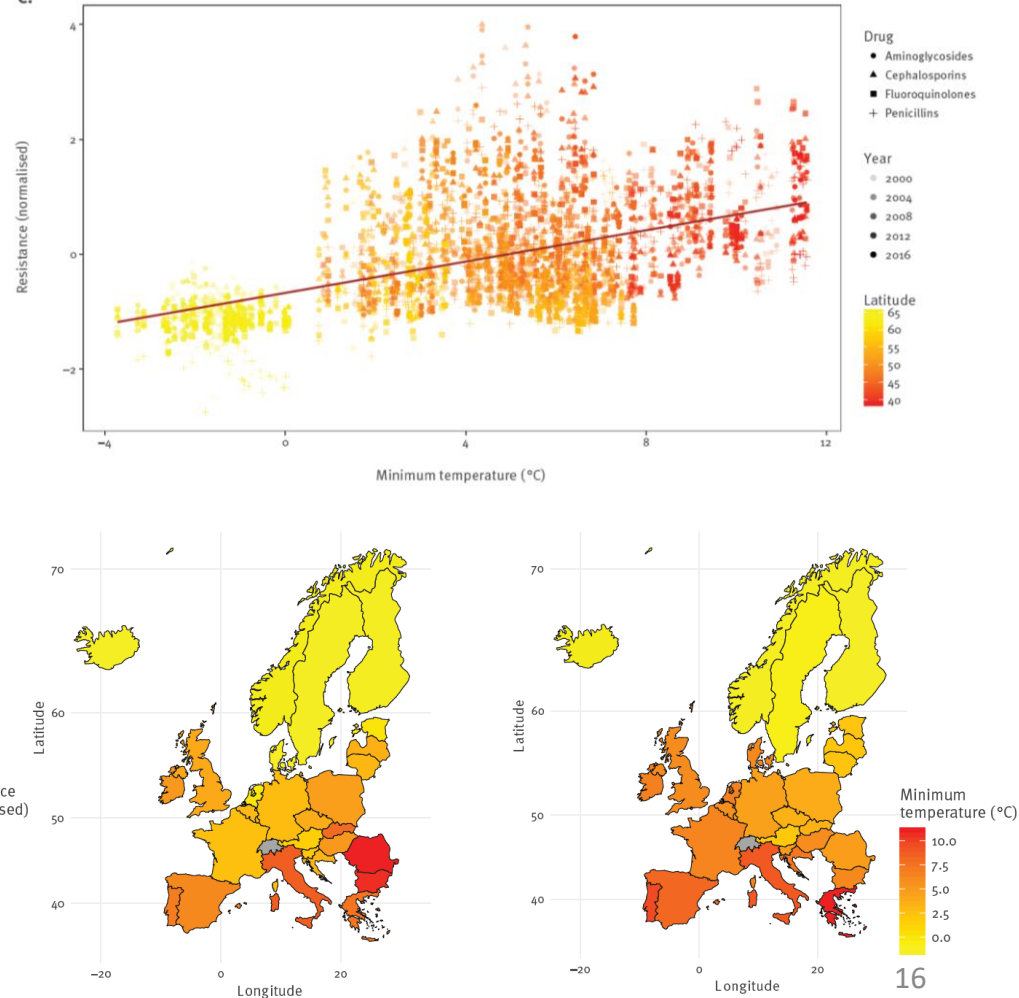 c.
4
2
0
−2
Resistance (normalised)
−4
0
4
8
12
Minimum temperature (°C)
Drug
Aminoglycosides
Cephalosporins
Fluoroquinolones
Penicillins
Year
2000
2004
2008
2012
2016
Latitude
65
60
55
50
45
40
70
60
50
40
Latitude
−20
0
20
Longitude
ce
sed)
70
60
50
40
Latitude
−20
0
20
Longitude
Minimum
temperature (°C)
10.0
7.5
5.0
2.5
0.0
16